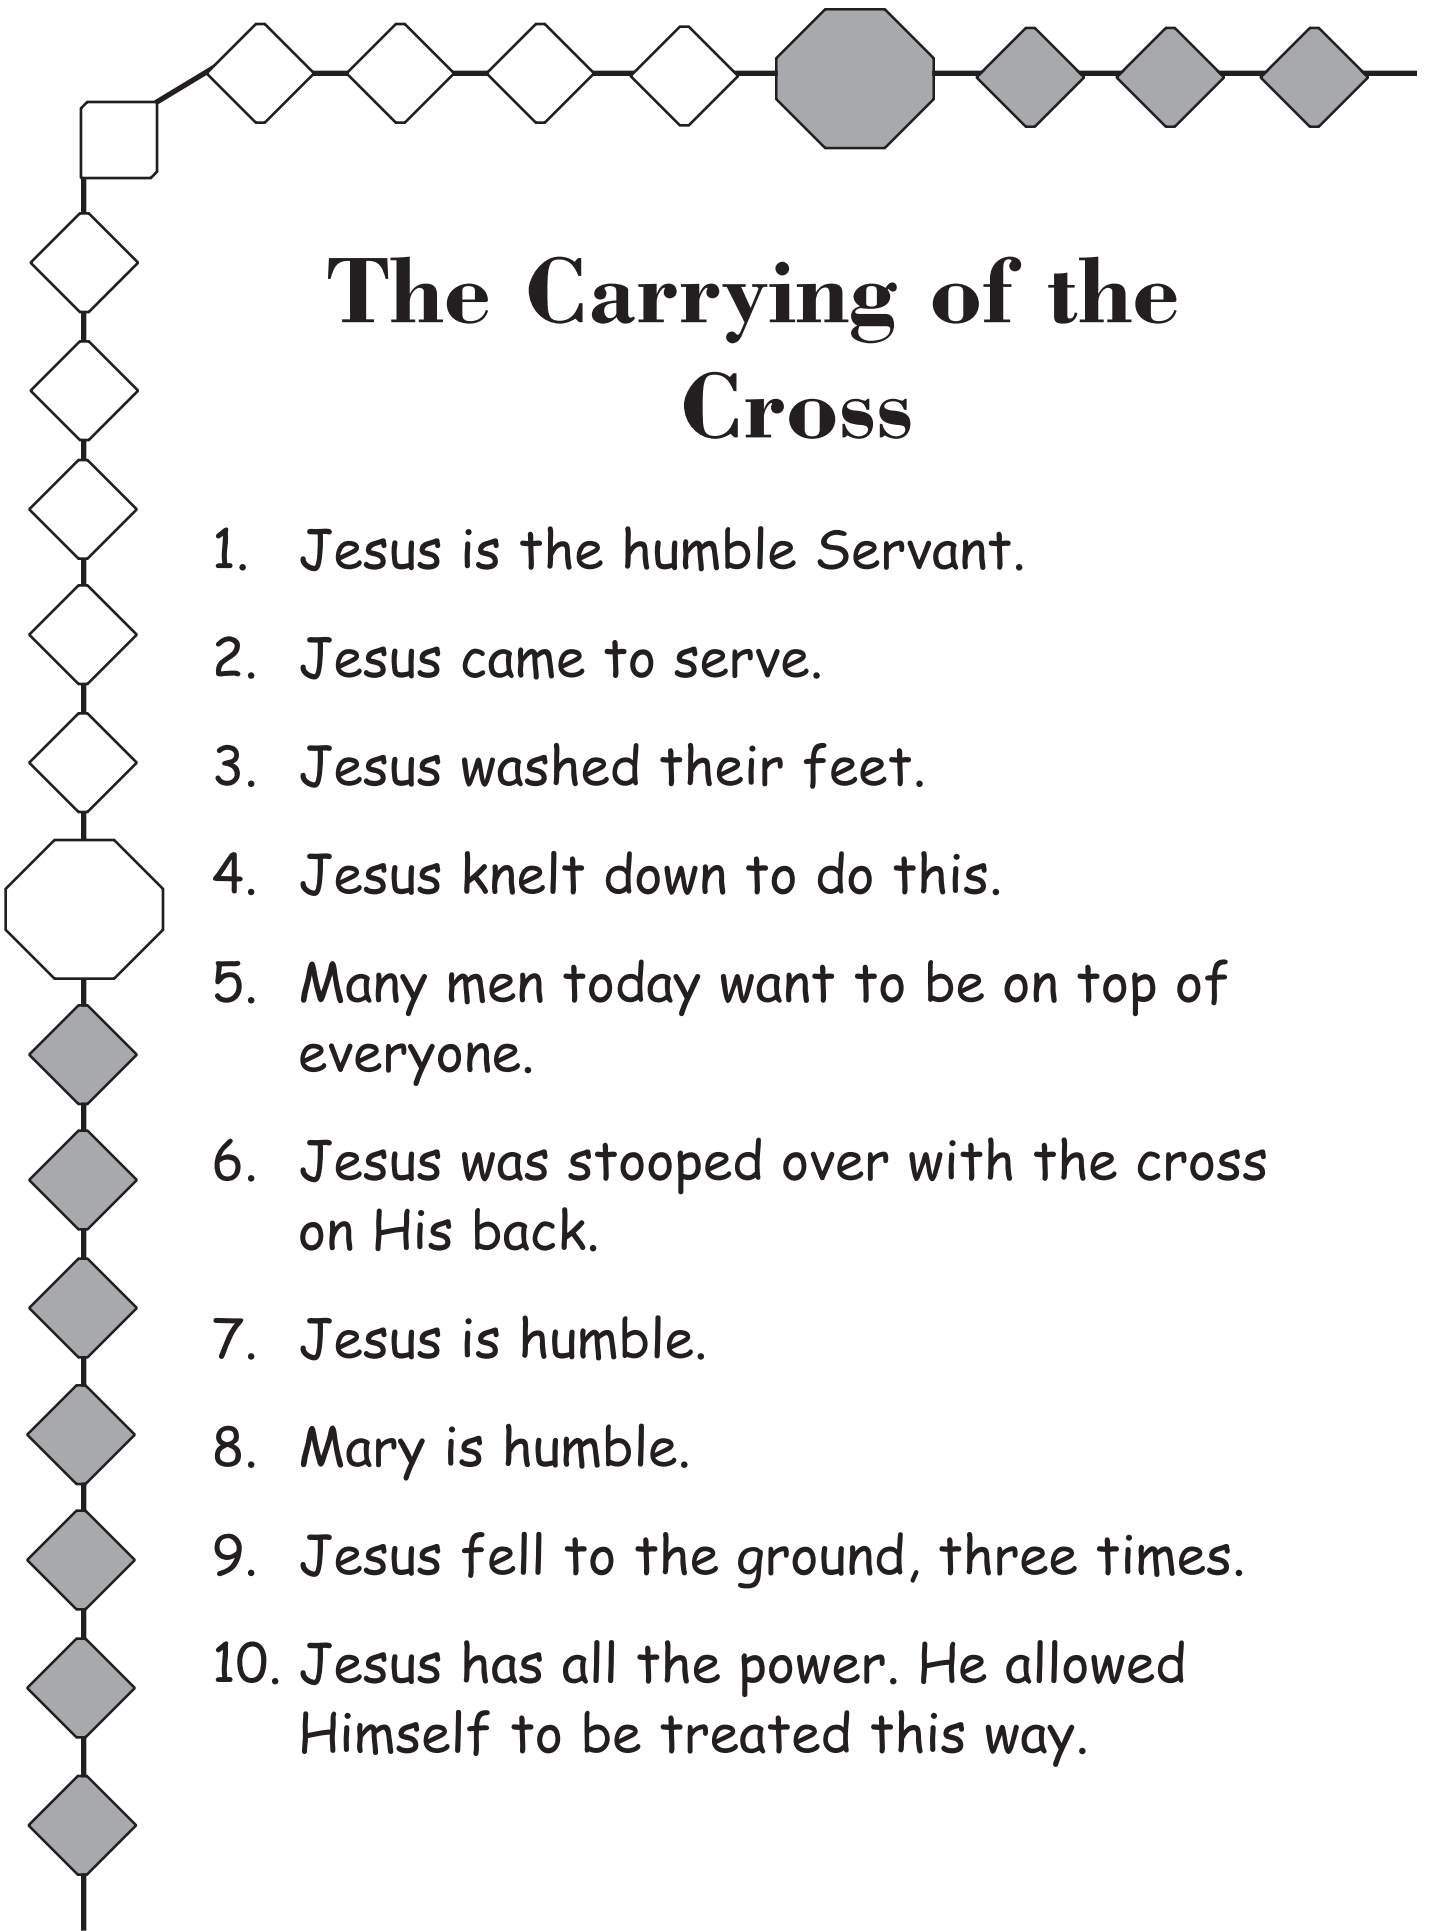 The Carrying of the
Cross
1. Jesus is the humble Servant.
2. Jesus came to serve.
3. Jesus washed their feet.
4. Jesus knelt down to do this.
5. Many men today want to be on top of
everyone.
6. Jesus was stooped over with the cross
on His back.
7. Jesus is humble.
8. Mary is humble.
9. Jesus fell to the ground, three times.
10. Jesus has all the power. He allowed
Himself to be treated this way.